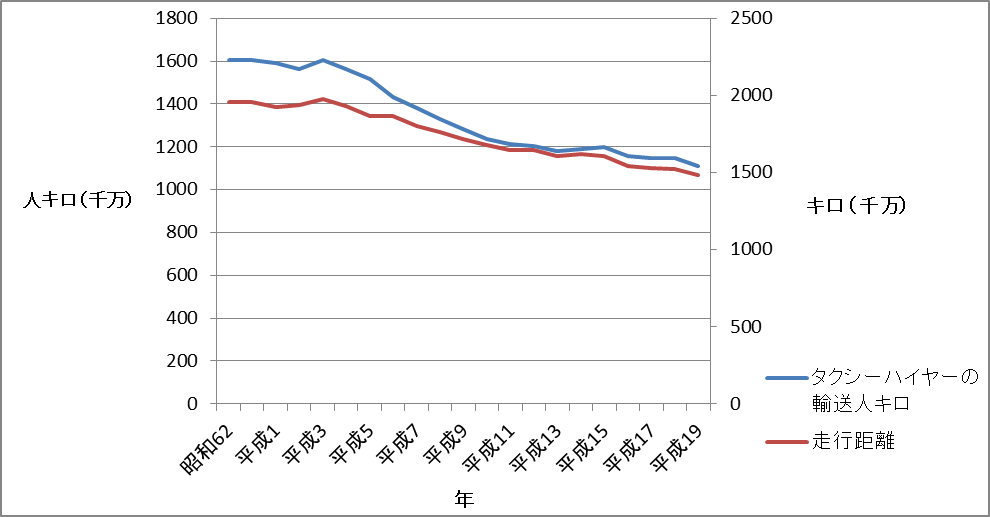 1800
1600
1400
1200
1000
800
600
400
200
0
人キロ(千万)
2500
2000
1500
1000
500
0
キロ(千万)
昭和62
平成1
平成3
平成5
平成7
平成9
平成11
平成13
平成15
平成17
平成19
年
タクシーハイヤーの
輸送人キロ
走行距離